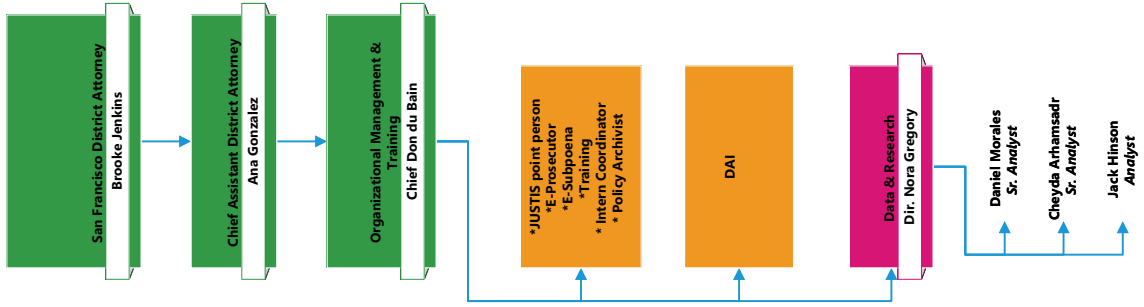 San Francisco District Attorney
Brooke Jenkins
Chief Assistant District Attorney
Ana Gonzalez
Organizational Management &
Training
Chief Don du Bain
*JUSTIS point person
*E-Prosecutor
*E-Subpoena
*Training
* Intern Coordinator
* Policy Archivist
DAI
Data & Research
Dir. Nora Gregory
Daniel Morales
Sr. Analyst
Cheyda Arhamsadr
Sr. Analyst
Jack Hinson
Analyst